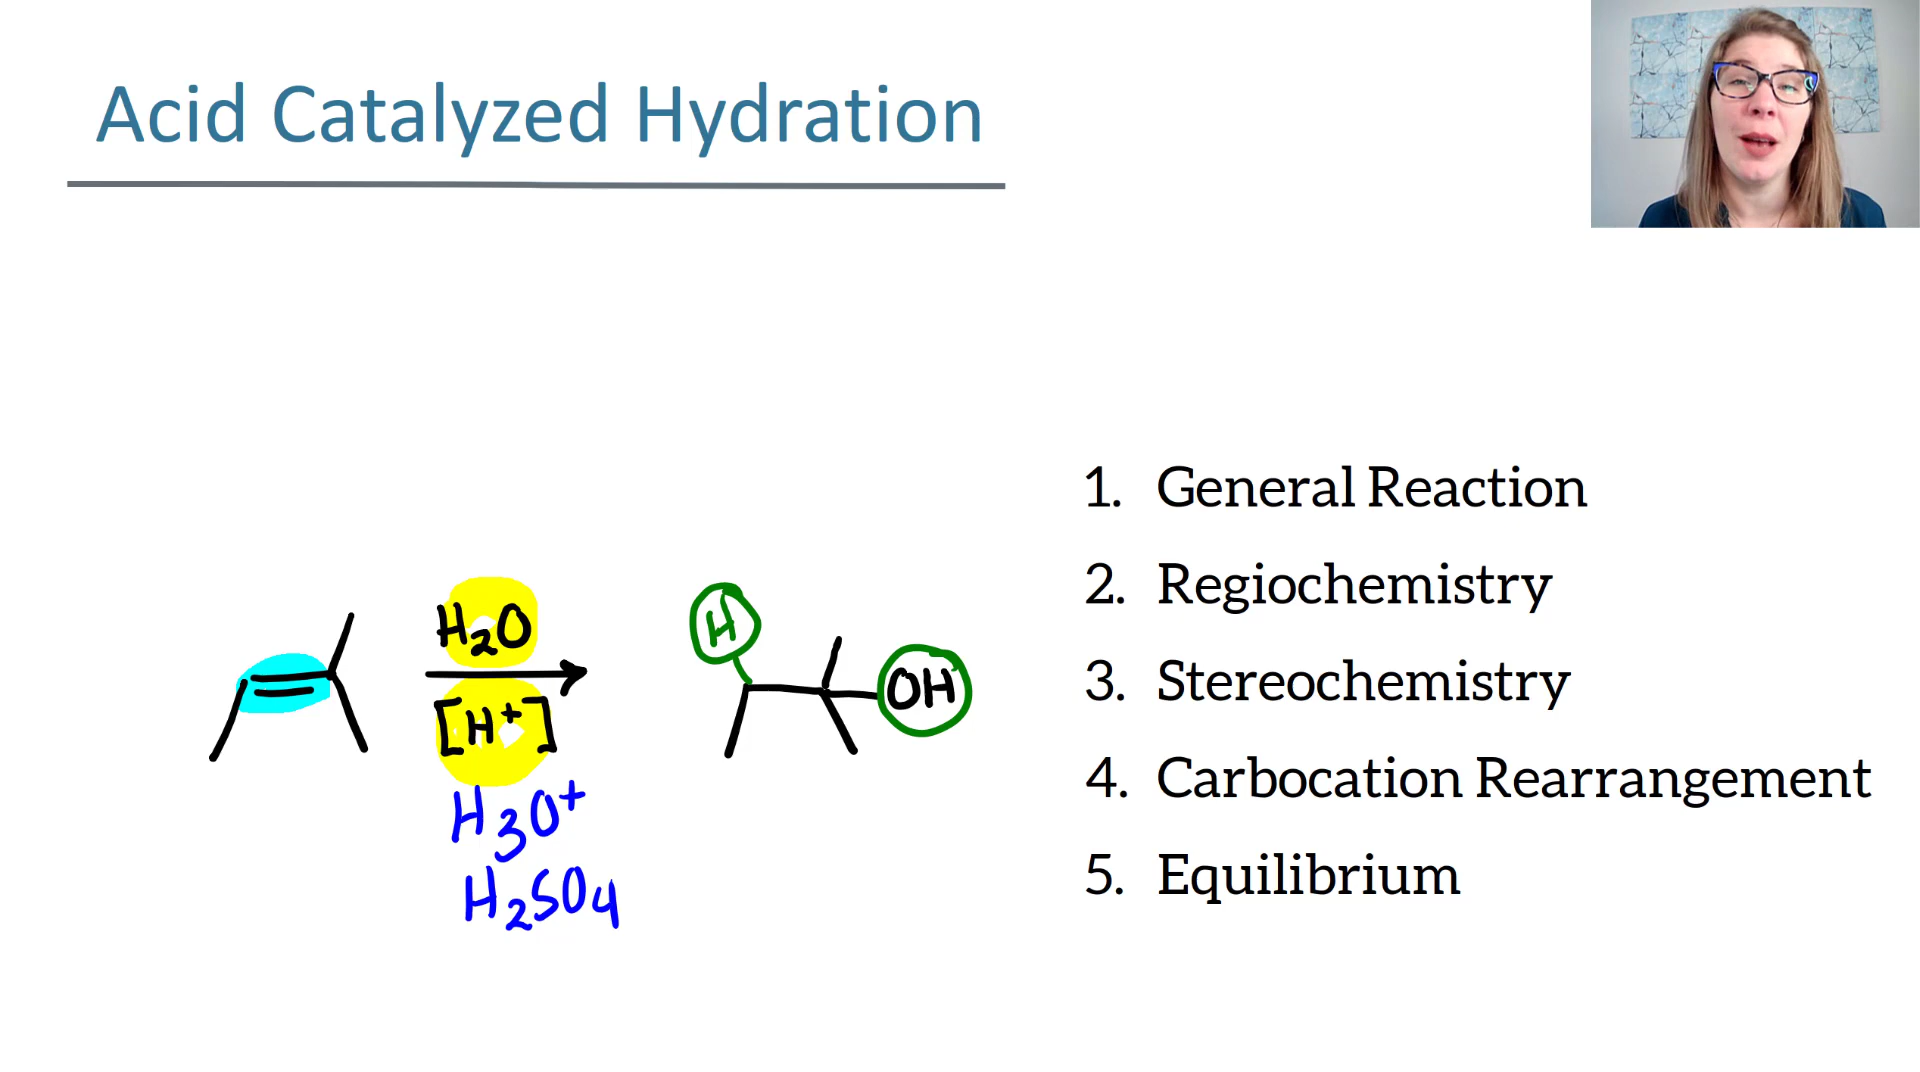 Acid Catalyzed Hydration
H₂O
[H⁺]
H₃O⁺
H₂SO₄
H
OH
1. General Reaction
2. Regiochemistry
3. Stereochemistry
4. Carbocation Rearrangement
5. Equilibrium